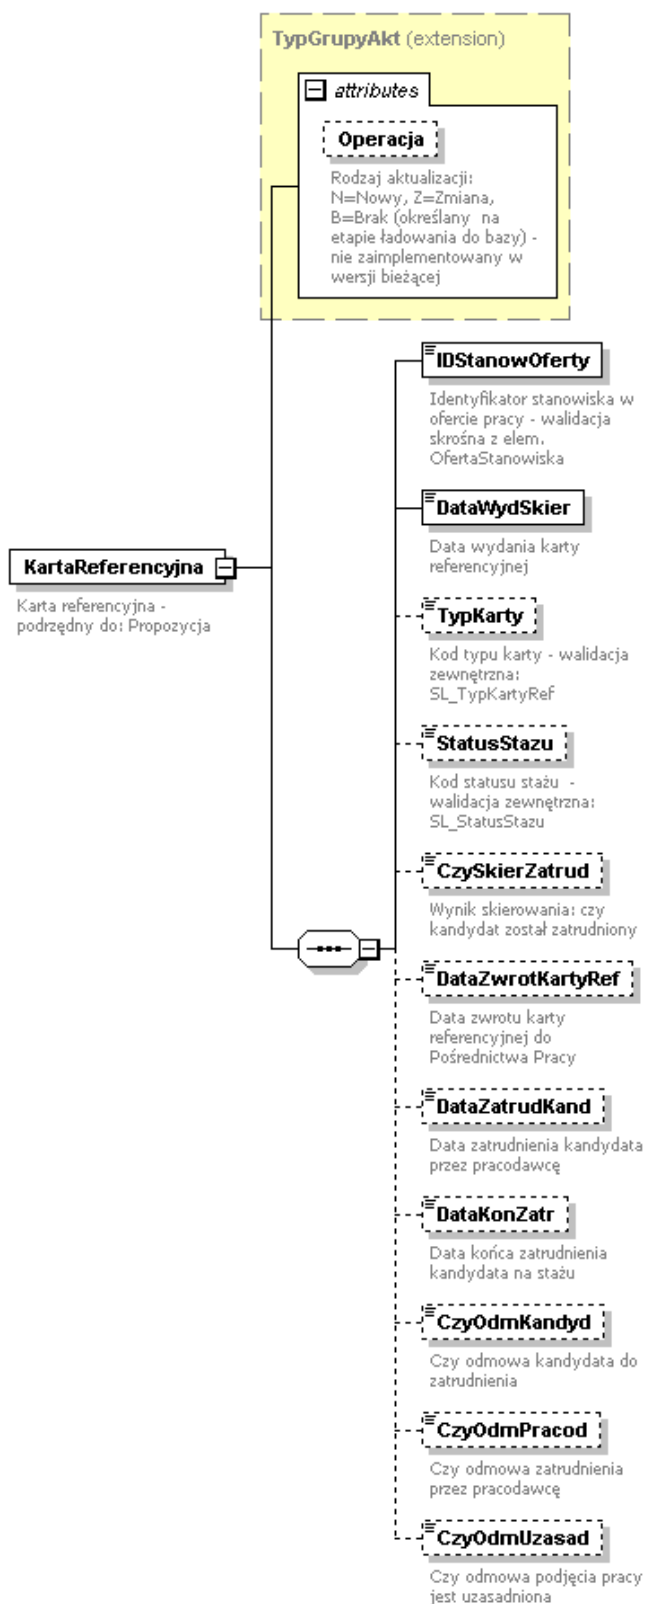 TypGrupyAkt (extension)
attributes
Operacja
Rodzaj aktualizacji:
N=Nowy, Z=Zmiana,
B=Brak (określany na
etapie ładowania do bazy) -
nie zaimplementowany w
wersji bieżącej
IDStanowOferty
Identyfikator stanowiska w
ofercie pracy - walidacja
skrośna z elem.
OfertaStanowiska
DataWydSkier
Data wydania karty
referencyjnej
KartaReferencyjna
Karta referencyjna -
podrzędny do: Propozycja
TypKarty
Kod typu karty - walidacja
zewnętrzna:
SL_TypKartyRef
StatusStazu
Kod statusu stażu -
walidacja zewnętrzna:
SL_StatusStazu
CzySkierZatrud
Wynik skierowania: czy
kandydat został zatrudniony
DataZwrotKartyRef
Data zwrotu karty
referencyjnej do
Pośrednictwa Pracy
DataZatrudKand
Data zatrudnienia kandydata
przez pracodawcę
DataKonZatr
Data końca zatrudnienia
kandydata na stażu
CzyOdmKandyd
Czy odmowa kandydata do
zatrudnienia
CzyOdmPracod
Czy odmowa zatrudnienia
przez pracodawcę
CzyOdmUzasad
Czy odmowa podjęcia pracy
jest uzasadniona